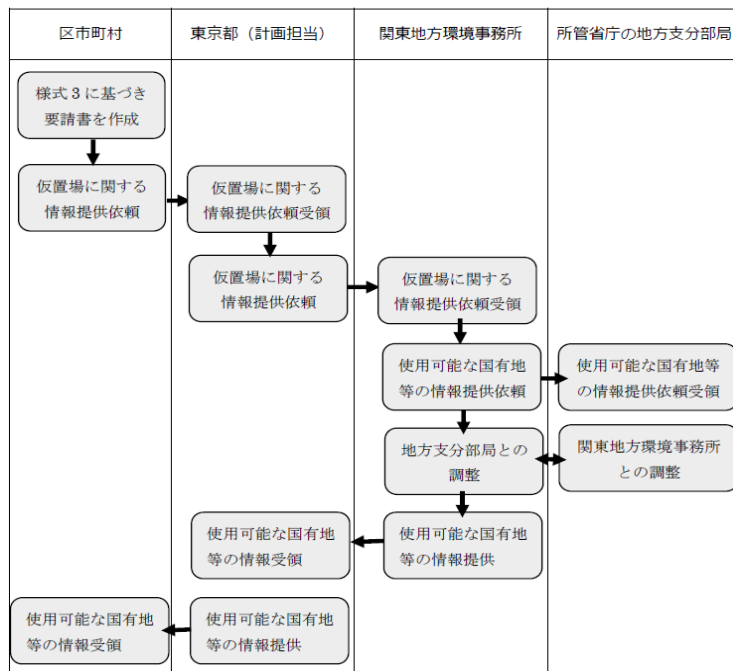 区市町村
東京都（計画担当）
関東地方環境事務所
所管省庁の地方支分部局
様式３に基づき
要請書を作成
仮置場に関する
情報提供依頼
仮置場に関する
情報提供依頼受領
仮置場に関する
情報提供依頼
仮置場に関する
情報提供依頼受領
使用可能な国有地
等の情報提供依頼
使用可能な国有地等
の情報提供依頼受領
地方支分部局との
調整
関東地方環境事務所
との調整
使用可能な国有地
等の情報受領
使用可能な国有地
等の情報提供
使用可能な国有地
等の情報受領
使用可能な国有地
等の情報提供